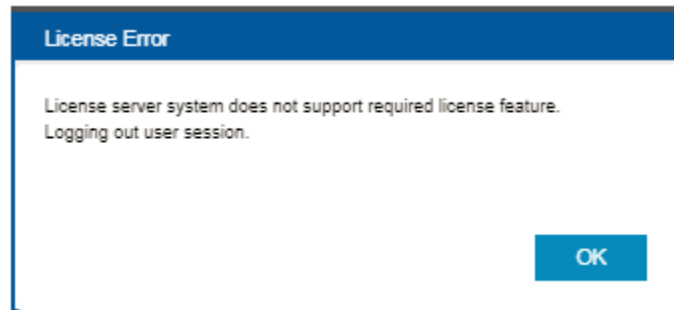 License Error
License server system does not support required license feature.
Logging out user session.
OK